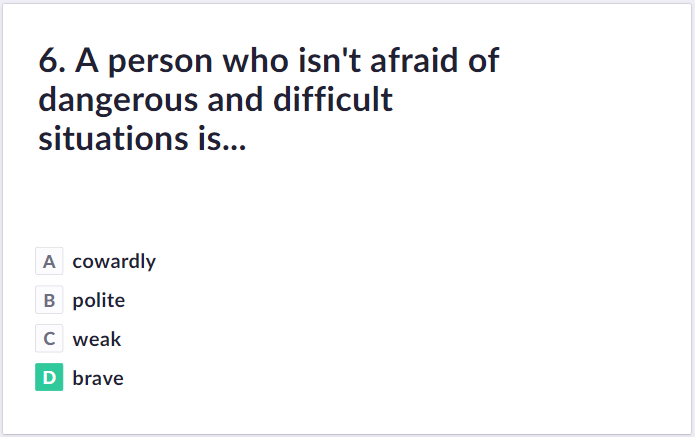 6. A person who isn't afraid of
dangerous and difficult
situations is...
A cowardly
B polite
C weak
D brave